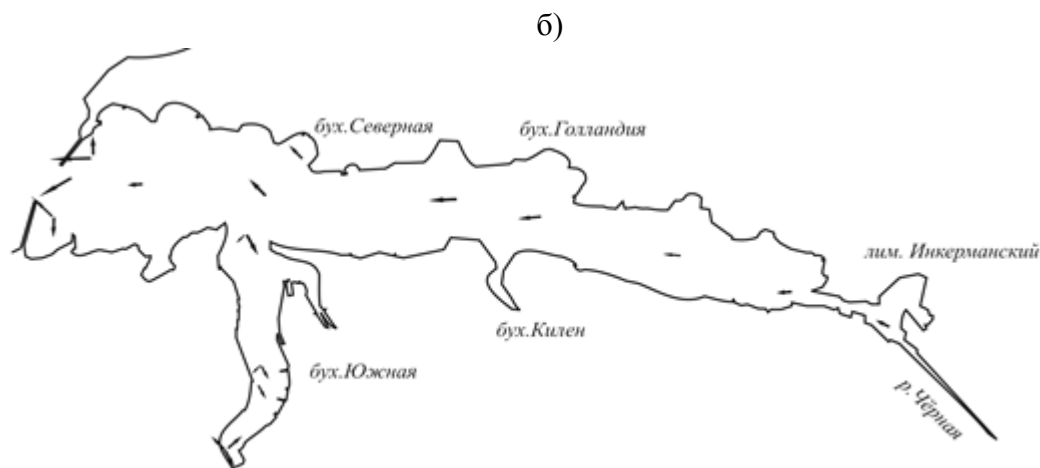 б)
бух.Северная
бух.Голландия
лим. Инкерманский
бух.Килен
бух.Южная
р.Чёрная